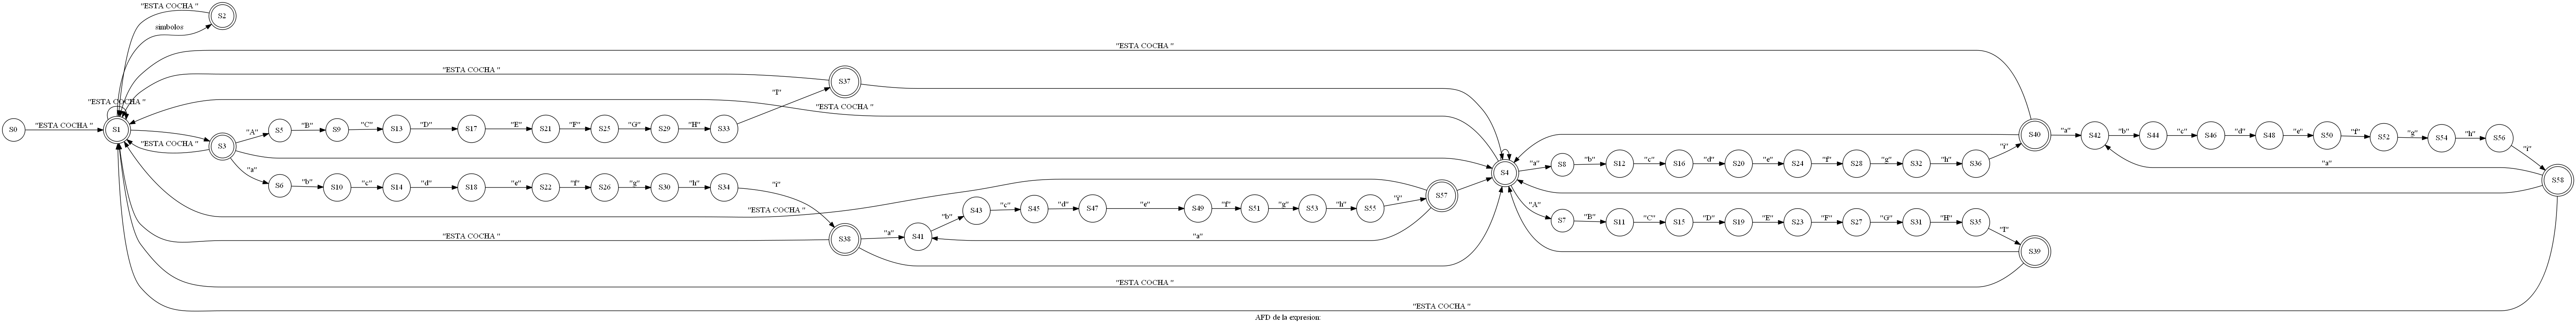 "ESTA COCHA "
S2
simbolos
"ESTA COCHA "
"ESTA COCHA "
S37
"ESTA COCHA "
"I"
"ESTA COCHA "
S0
"ESTA COCHA "
S1
S3
"A"
S5
"B"
S9
"C"
S13
"D"
S17
"E"
S21
"F"
S25
"G"
S29
"H"
S33
"ESTA COCHA "
"a"
S6
"b"
S10
"c"
S14
"d"
S18
"e"
S22
"f"
S26
"g"
S30
"h"
S34
"i"
S38
"ESTA COCHA "
"ESTA COCHA "
"a"
S41
"b"
S43
"c"
S45
"d"
S47
"e"
S49
"f"
S51
"g"
S53
"h"
S55
"i"
S57
"a"
S4
"a"
S8
"b"
S12
"c"
S16
"d"
S20
"e"
S24
"f"
S28
"g"
S32
"h"
S36
"i"
S40
"A"
S7
"B"
S11
"C"
S15
"D"
S19
"E"
S23
"F"
S27
"G"
S31
"H"
S35
"I"
S39
"a"
S42
"b"
S44
"c"
S46
"d"
S48
"e"
S50
"f"
S52
"g"
S54
"h"
S56
"i"
S58
"a"
"ESTA COCHA "
"ESTA COCHA "
AFD de la expresion: